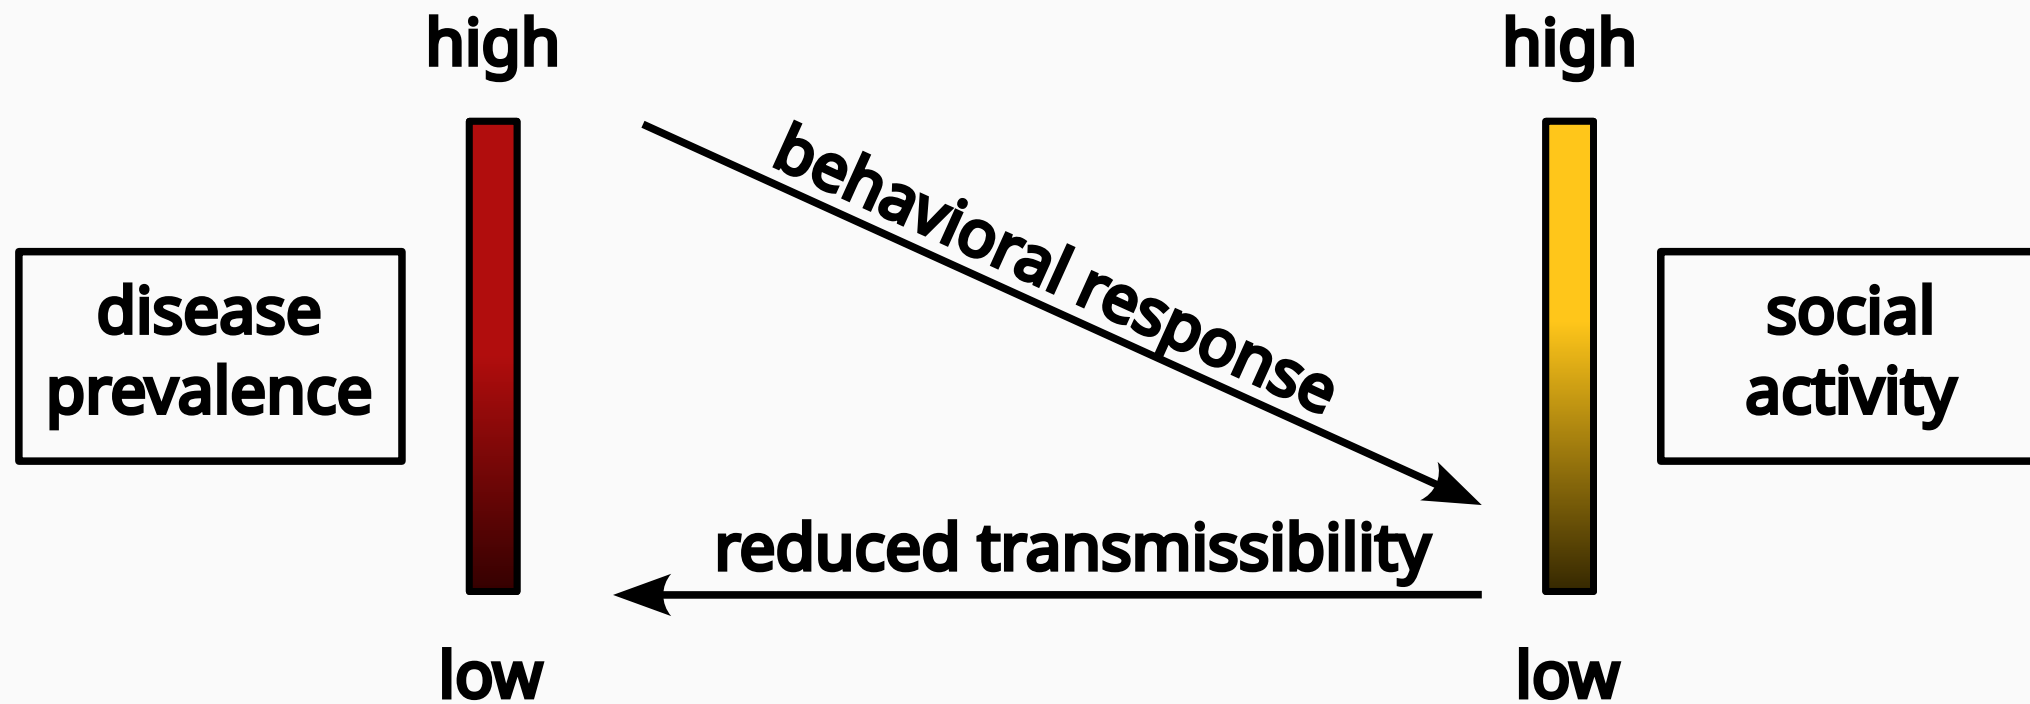 high
high
behavioral response
disease
prevalence
social
activity
reduced transmissibility
low
low